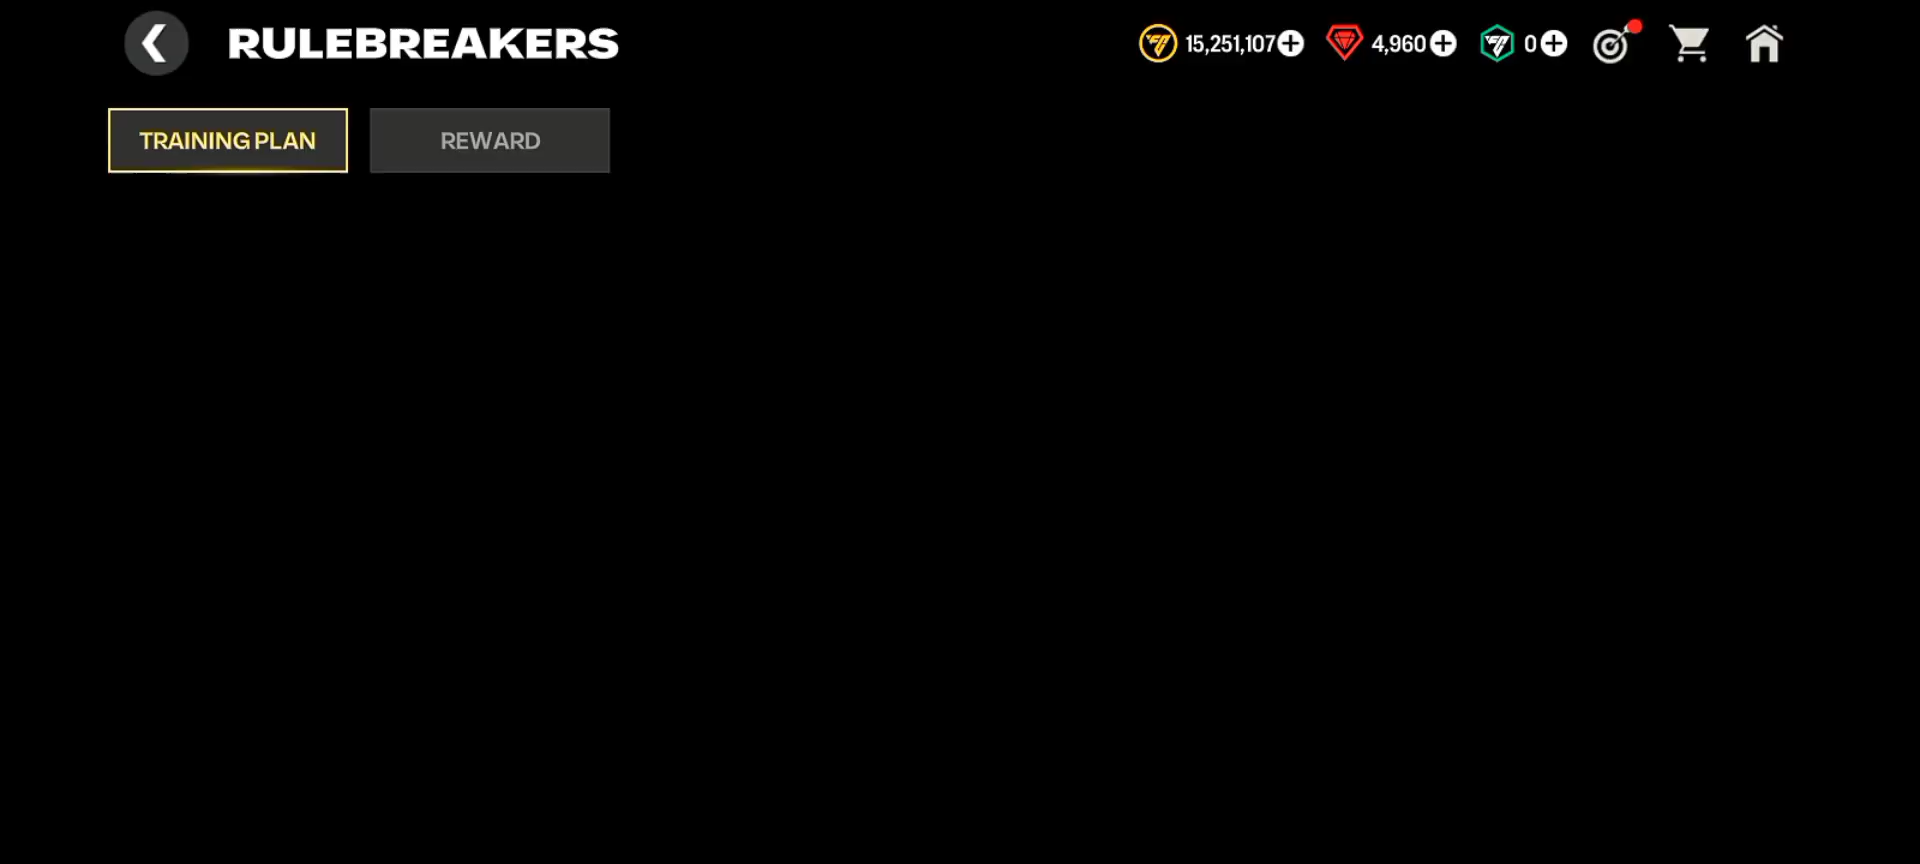 RULEBREAKERS
15,251,107
4,960
0
TRAINING PLAN
REWARD